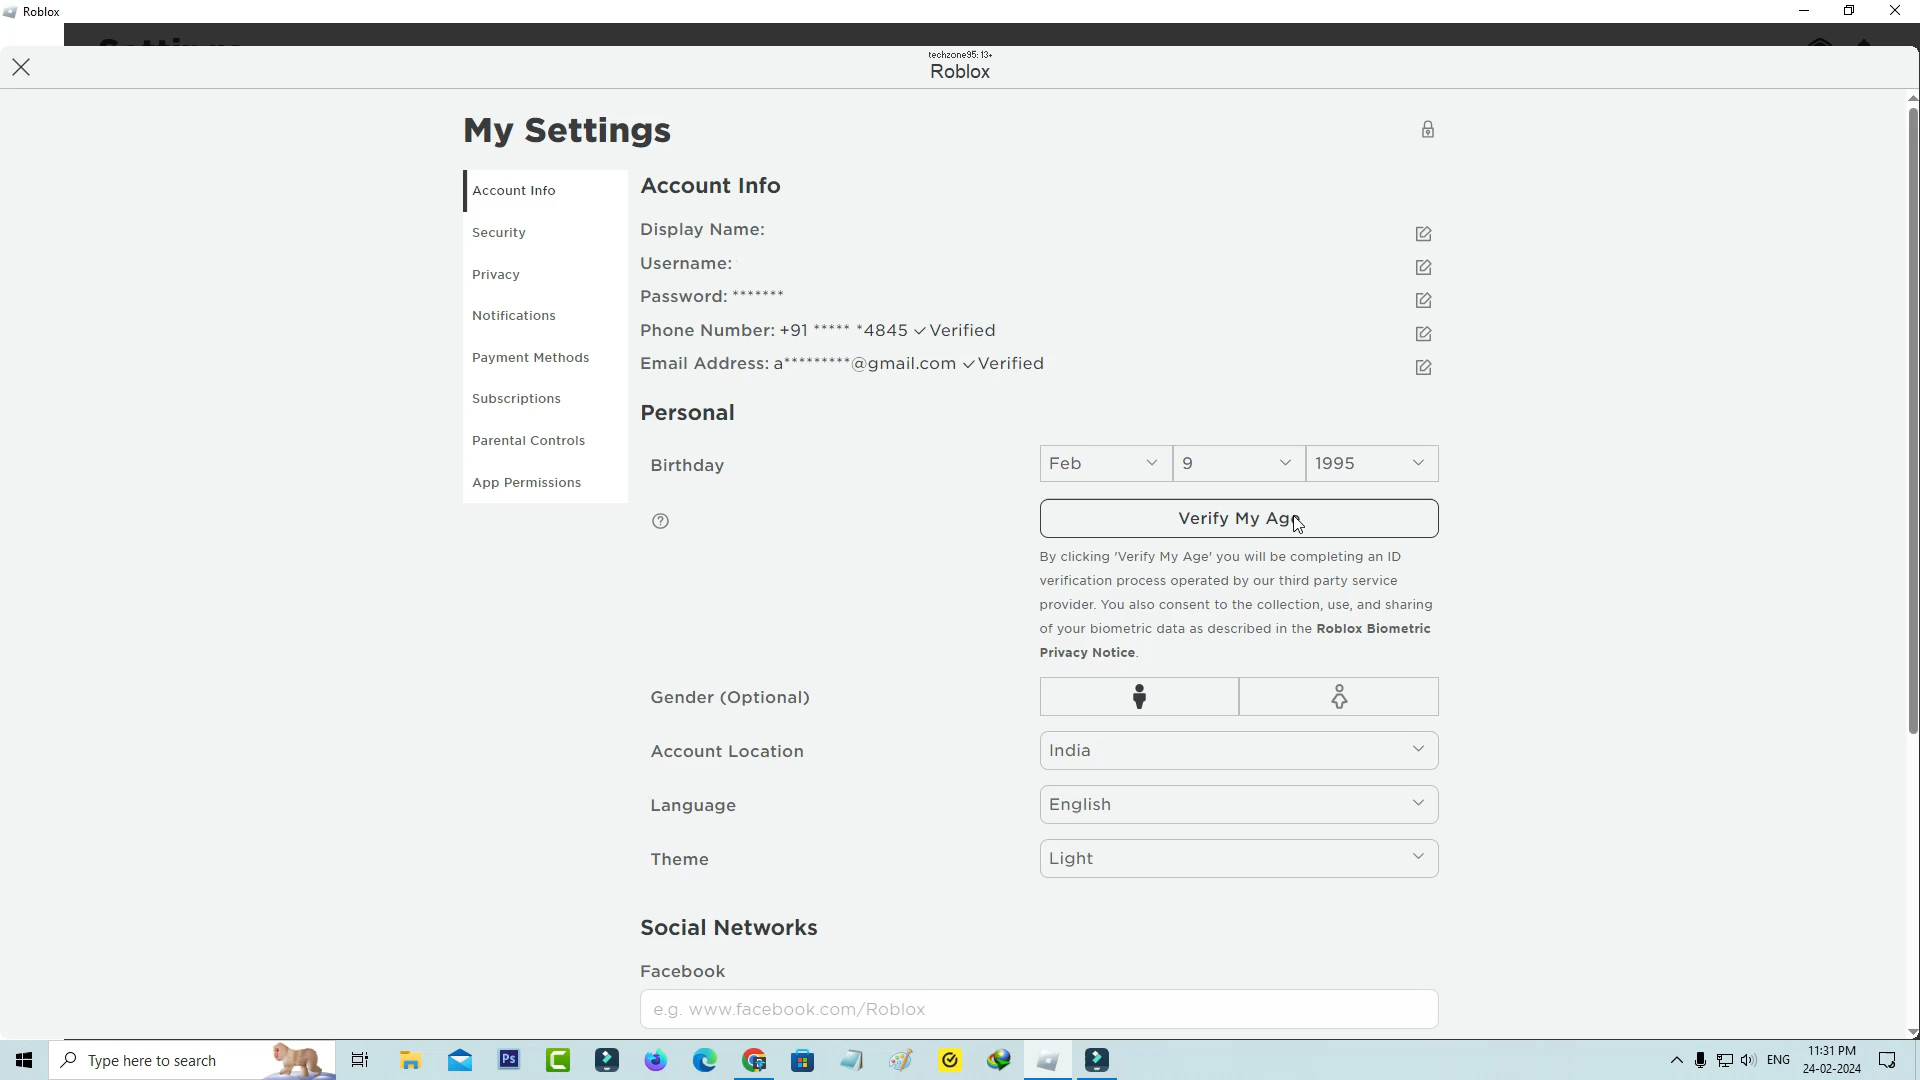 Roblox
techzone95: 13+
Roblox
My Settings
Account Info
Security
Privacy
Notifications
Payment Methods
Subscriptions
Parental Controls
App Permissions
Account Info
Display Name:
Username:
Password: *******
Phone Number: +91 ***** *4845 ✓ Verified
Email Address: a*********@gmail.com ✓ Verified
Personal
Birthday
Feb
9
1995
Verify My Age
By clicking 'Verify My Age' you will be completing an ID
verification process operated by our third party service
provider. You also consent to the collection, use, and sharing
of your biometric data as described in the Roblox Biometric
Privacy Notice.
Gender (Optional)
Account Location
India
Language
English
Theme
Light
Social Networks
Facebook
e.g. www.facebook.com/Roblox
Type here to search
Ps
ENG
11:31 PM
24-02-2024